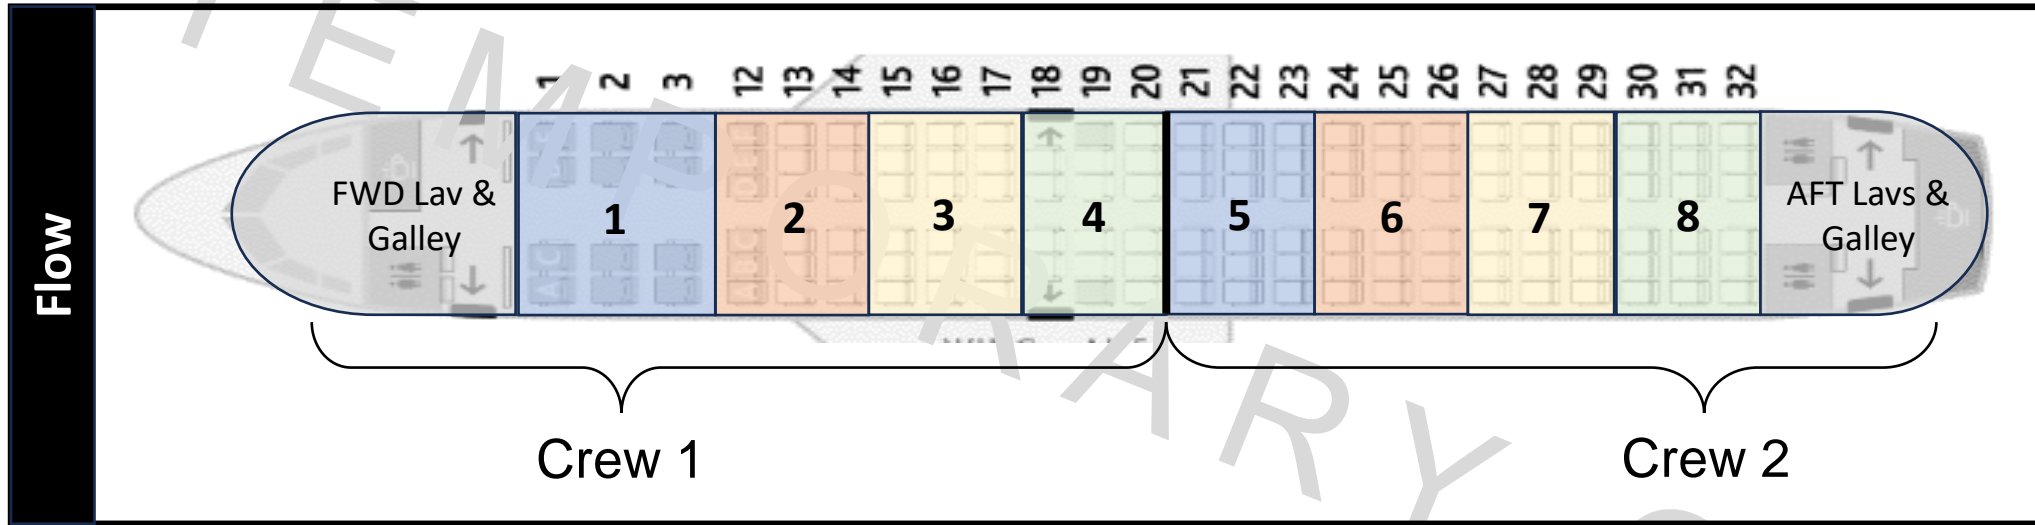 Flow
1 2 3 12 13 14 15 16 17 18 19 20 21 22 23 24 25 26 27 28 29 30 31 32
FWD Lav &
Galley
1 2 3 4 5 6 7 8
AFT Lavs &
Galley
Crew 1 Crew 2
TEMPORARY